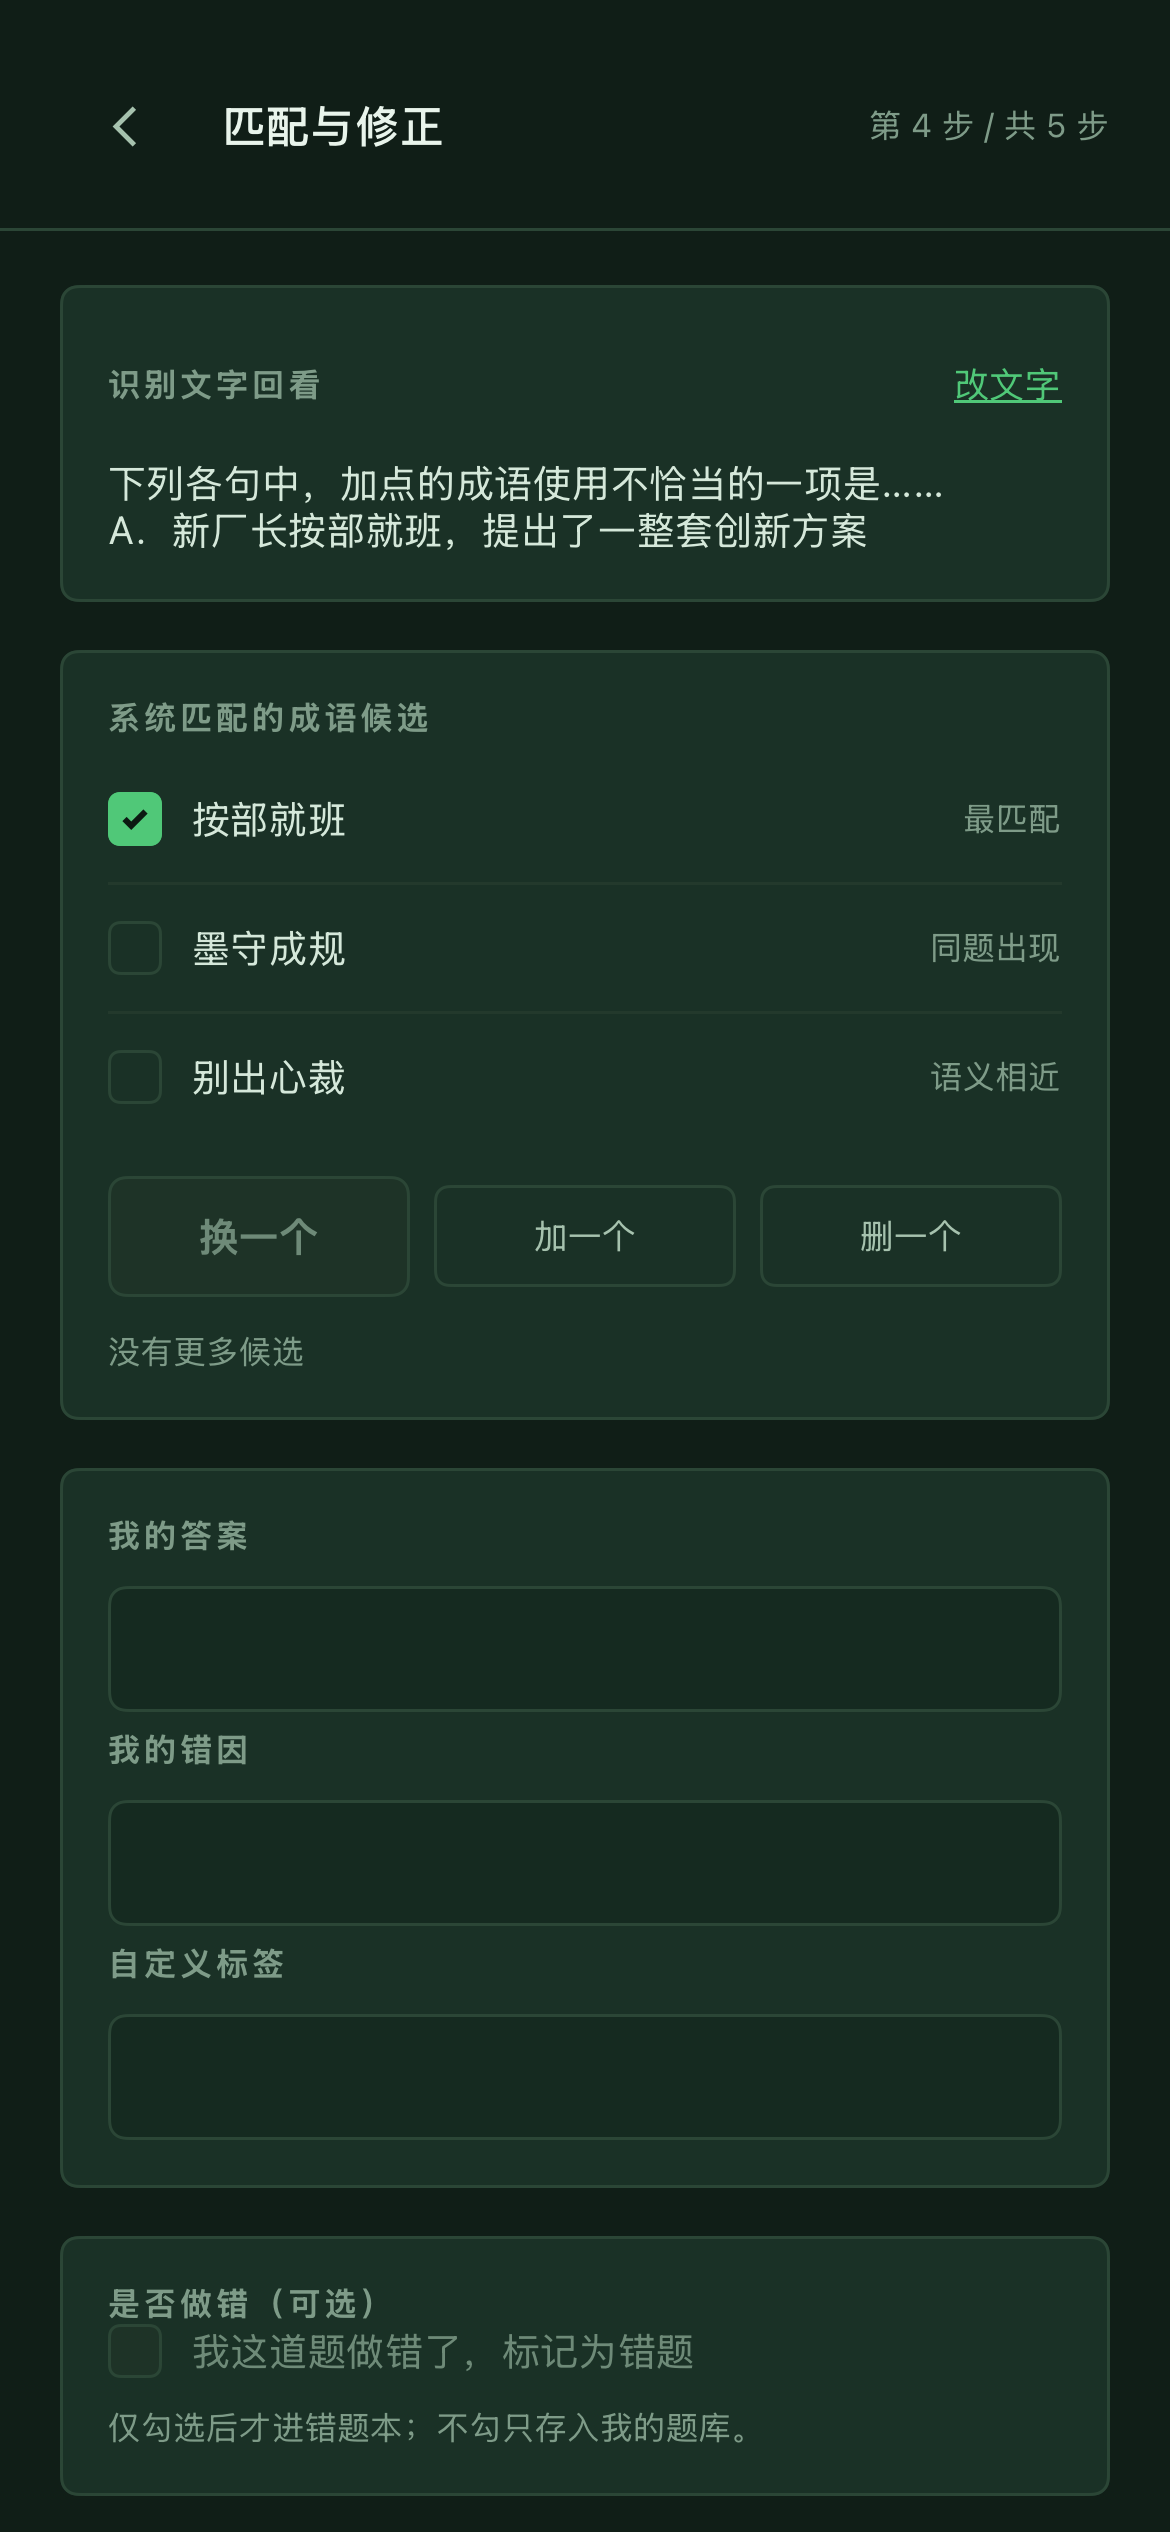 匹配与修正
第 4 步 / 共 5 步
识别文字回看
改文字
下列各句中，加点的成语使用不恰当的一项是……
A. 新厂长按部就班，提出了一整套创新方案
系统匹配的成语候选
按部就班
最匹配
墨守成规
同题出现
别出心裁
语义相近
换一个
加一个
删一个
没有更多候选
我的答案
我的错因
自定义标签
是否做错（可选）
我这道题做错了，标记为错题
仅勾选后才进错题本；不勾只存入我的题库。